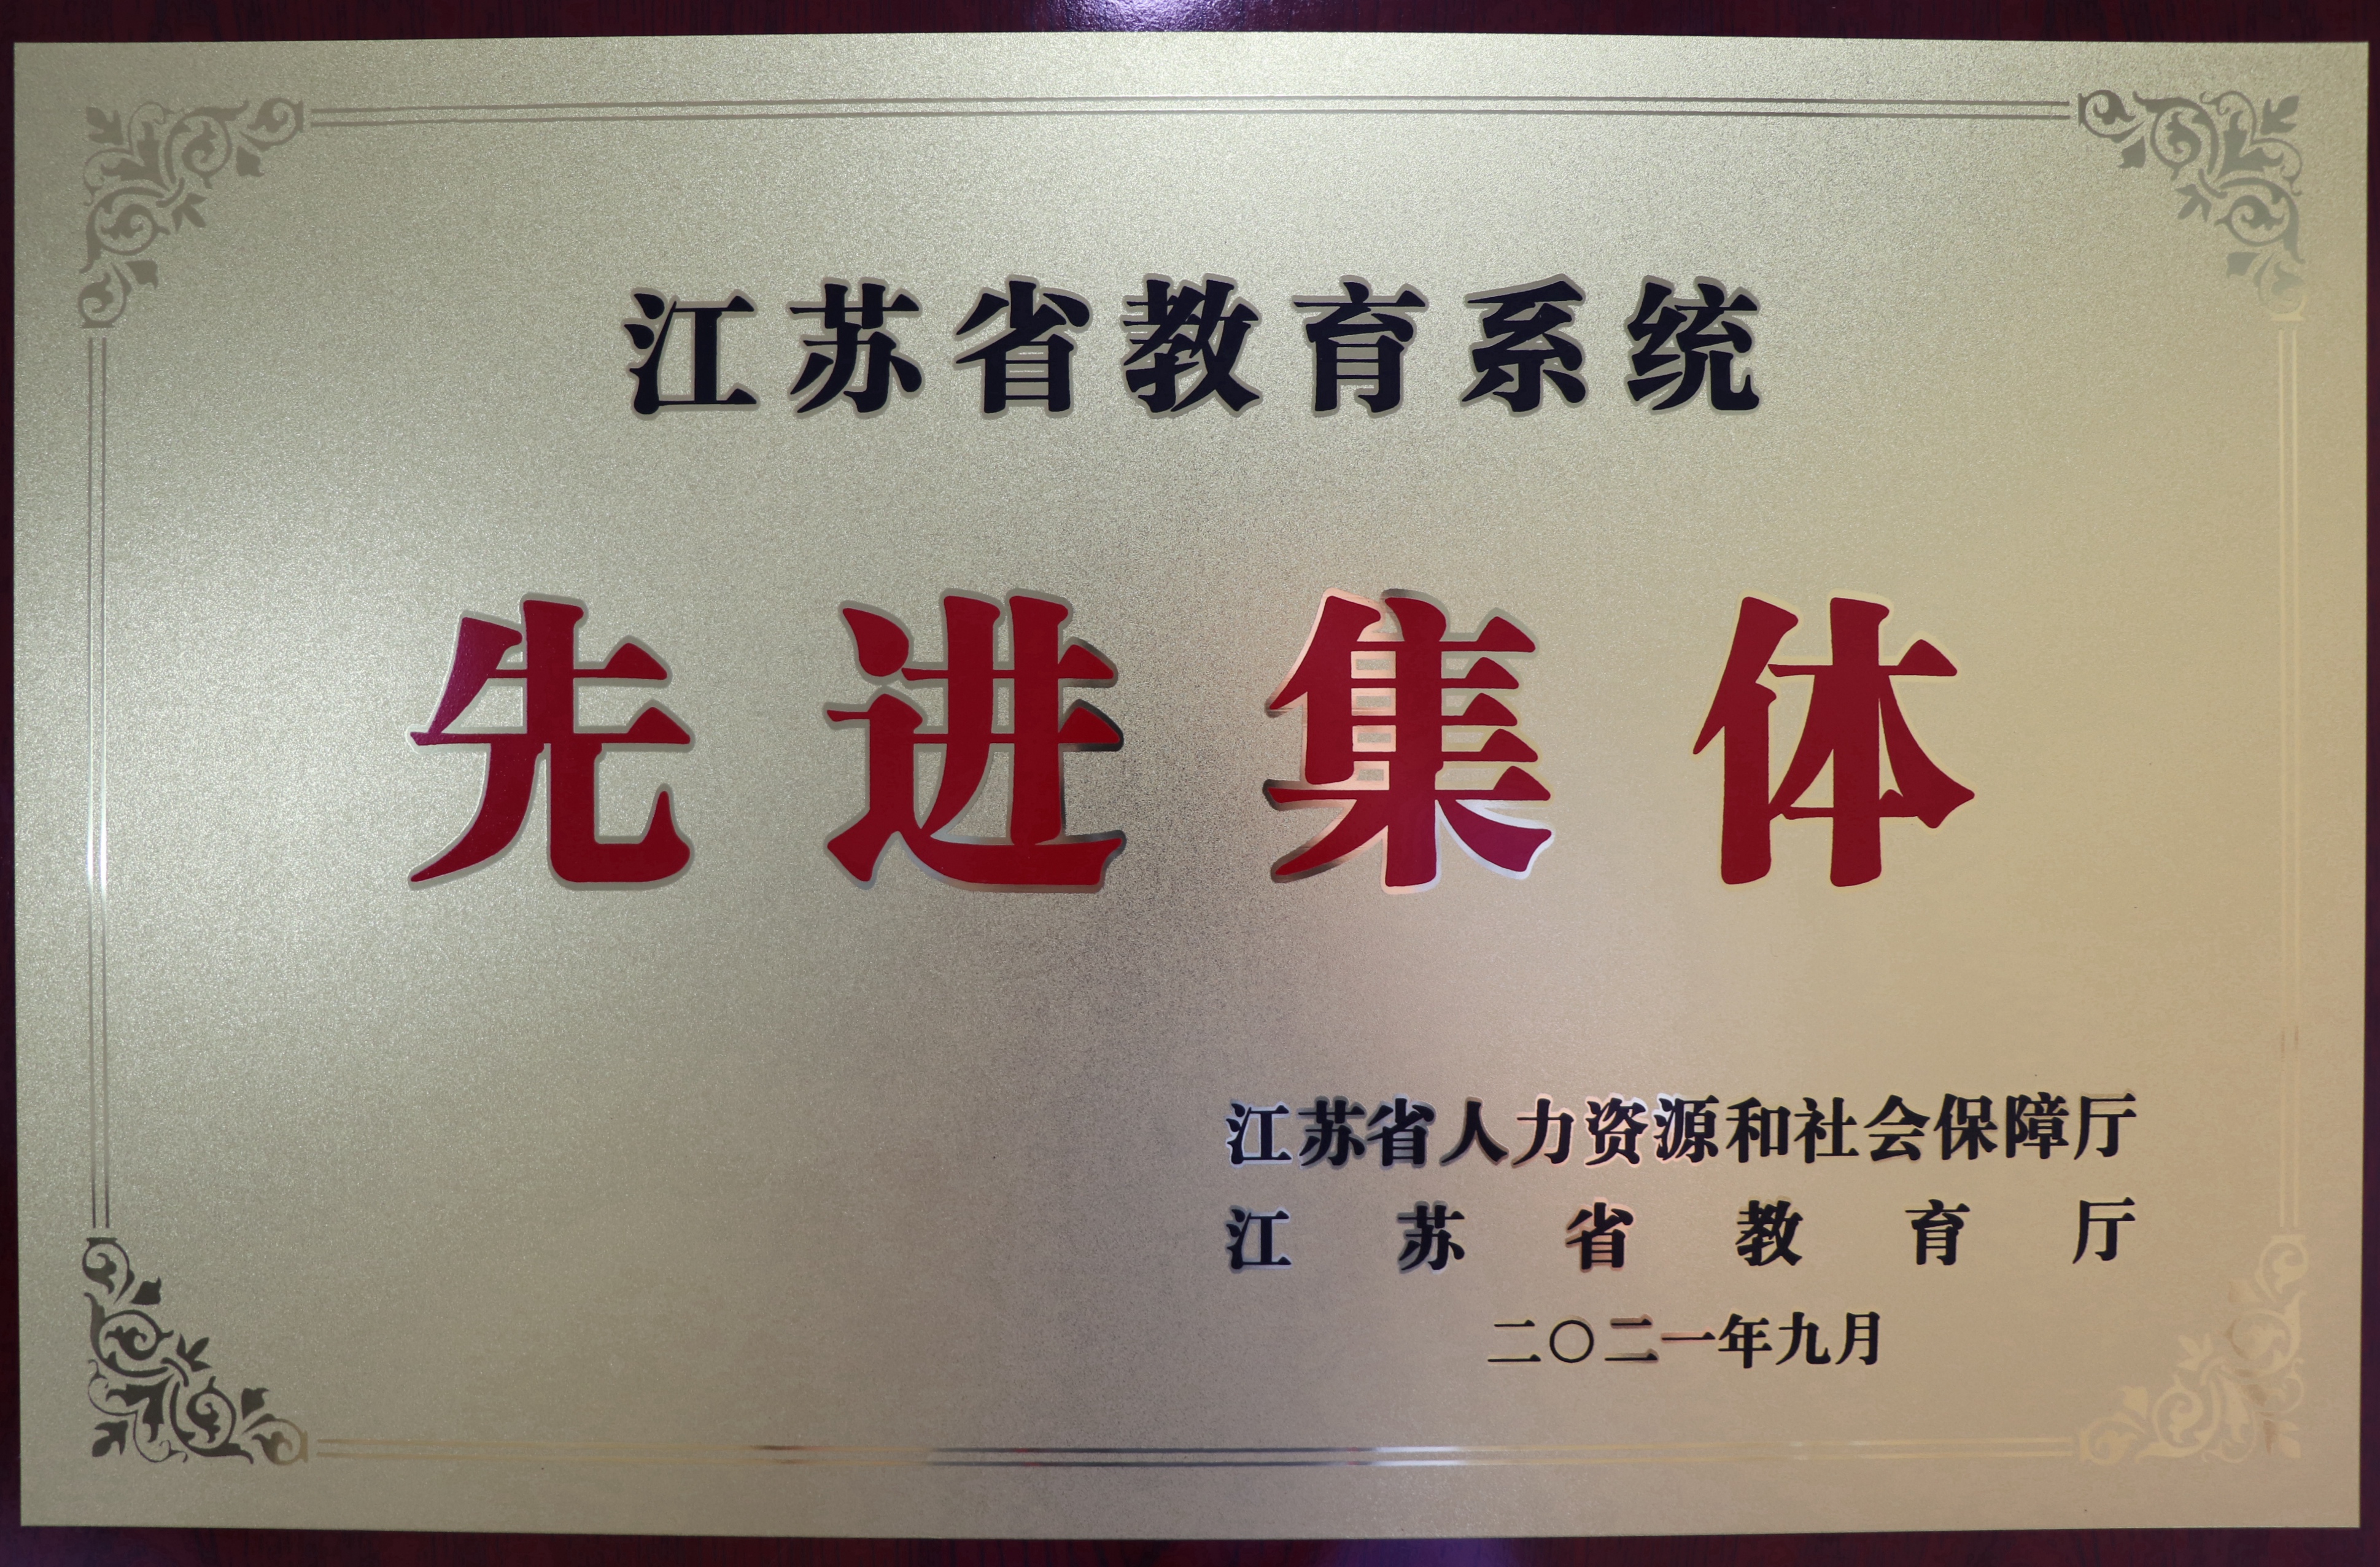 江苏省教育系统
先进集体
江苏省人力资源和社会保障厅
江苏省教育厅
二〇二一年九月